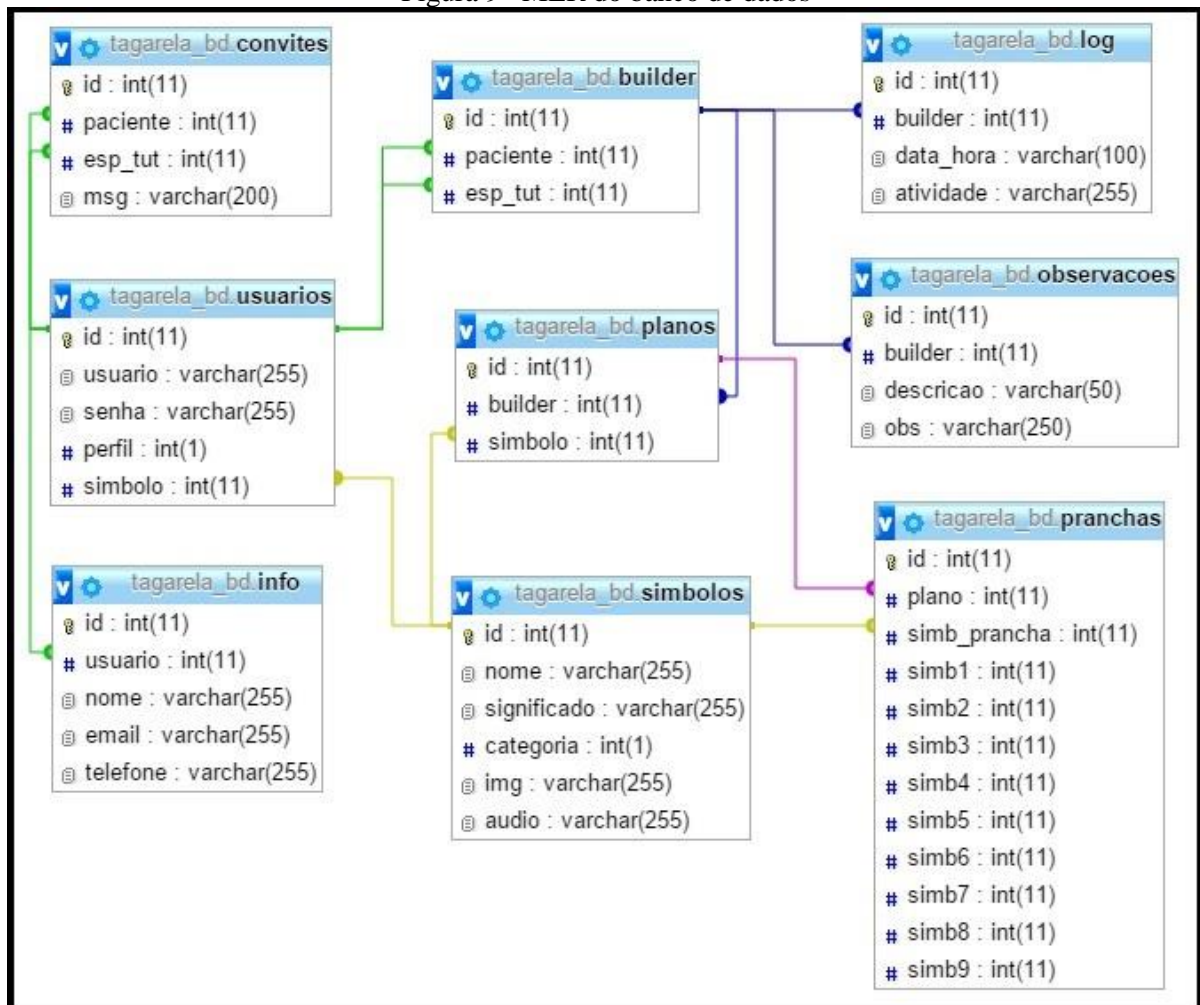 Figura 9 - MER do banco de dados
tagarela_bd.convites
id : int(11)
# paciente : int(11)
# esp_tut : int(11)
msg : varchar(200)
tagarela_bd.builder
id : int(11)
# paciente : int(11)
# esp_tut : int(11)
tagarela_bd.log
id : int(11)
# builder : int(11)
data_hora : varchar(100)
atividade : varchar(255)
tagarela_bd.usuarios
id : int(11)
usuario : varchar(255)
senha : varchar(255)
# perfil : int(1)
# simbolo : int(11)
tagarela_bd.planos
id : int(11)
# builder : int(11)
# simbolo : int(11)
tagarela_bd.observacoes
id : int(11)
# builder : int(11)
descricao : varchar(50)
obs : varchar(250)
tagarela_bd.info
id : int(11)
# usuario : int(11)
nome : varchar(255)
email : varchar(255)
telefone : varchar(255)
tagarela_bd.simbolos
id : int(11)
nome : varchar(255)
significado : varchar(255)
# categoria : int(1)
img : varchar(255)
audio : varchar(255)
tagarela_bd.pranchas
id : int(11)
# plano : int(11)
# simb_prancha : int(11)
# simb1 : int(11)
# simb2 : int(11)
# simb3 : int(11)
# simb4 : int(11)
# simb5 : int(11)
# simb6 : int(11)
# simb7 : int(11)
# simb8 : int(11)
# simb9 : int(11)